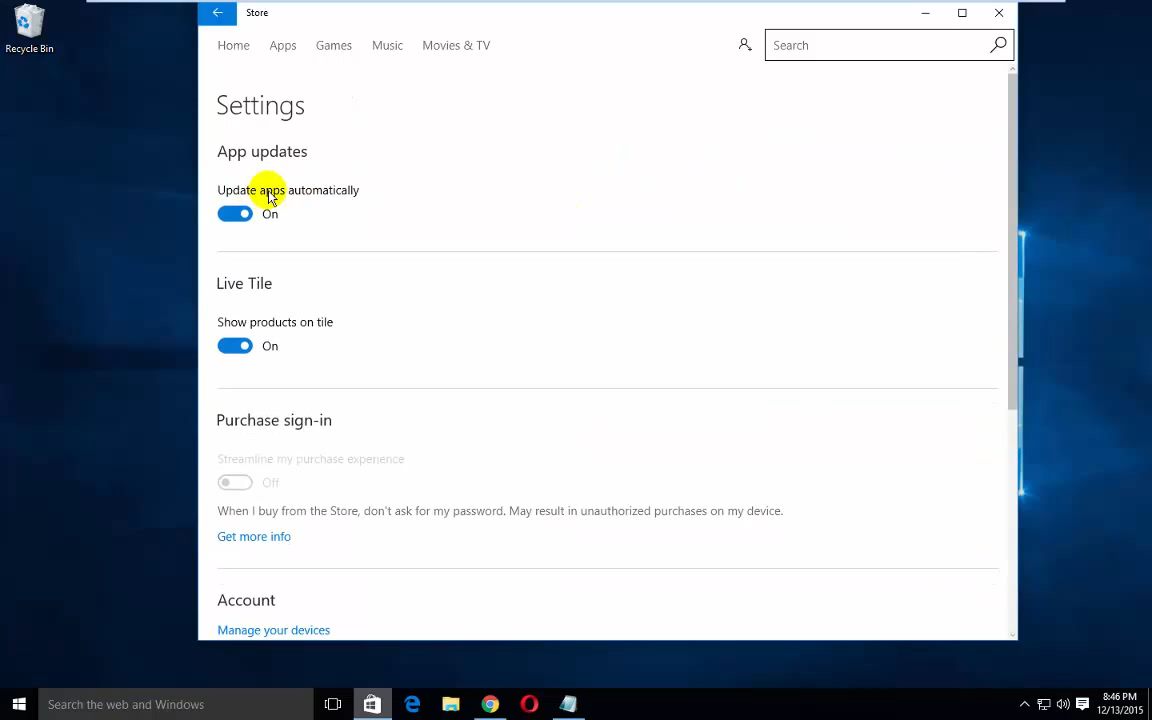 Recycle Bin
Store
Home Apps Games Music Movies & TV Search
Settings
App updates
Update apps automatically
On
Live Tile
Show products on tile
On
Purchase sign-in
Streamline my purchase experience
Off
When I buy from the Store, don't ask for my password. May result in unauthorized purchases on my device.
Get more info
Account
Manage your devices
Search the web and Windows
8:46 PM
12/13/2015